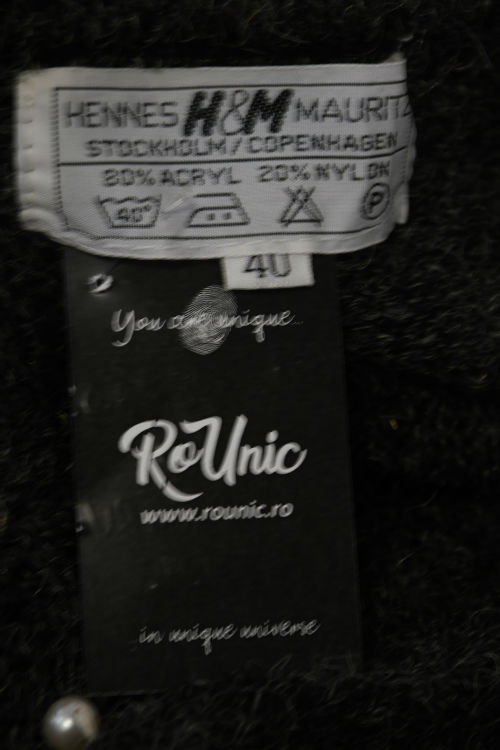 HENNES H&M MAURITZ
STOCKHOLM/COPENHAGEN
80% ACRYL 20% NYLON
40° P
40
You are unique...
RoUnic
www.rounic.ro
in unique universe